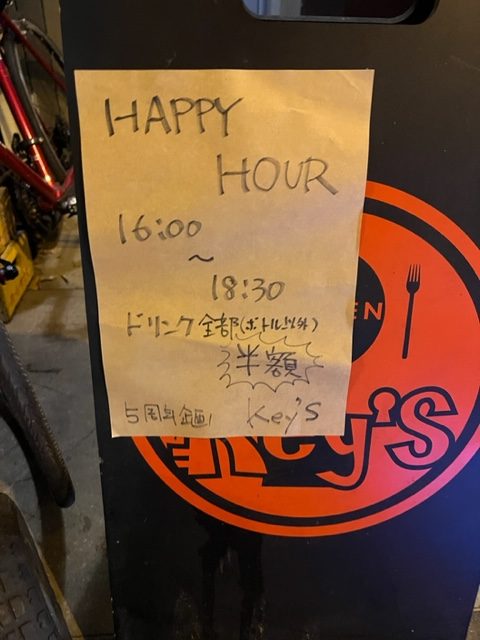 HAPPY
HOUR
16:00
~
18:30
ドリンク全部(ボトル以外)
半額
5周年企画!
Key's
EN
Key's